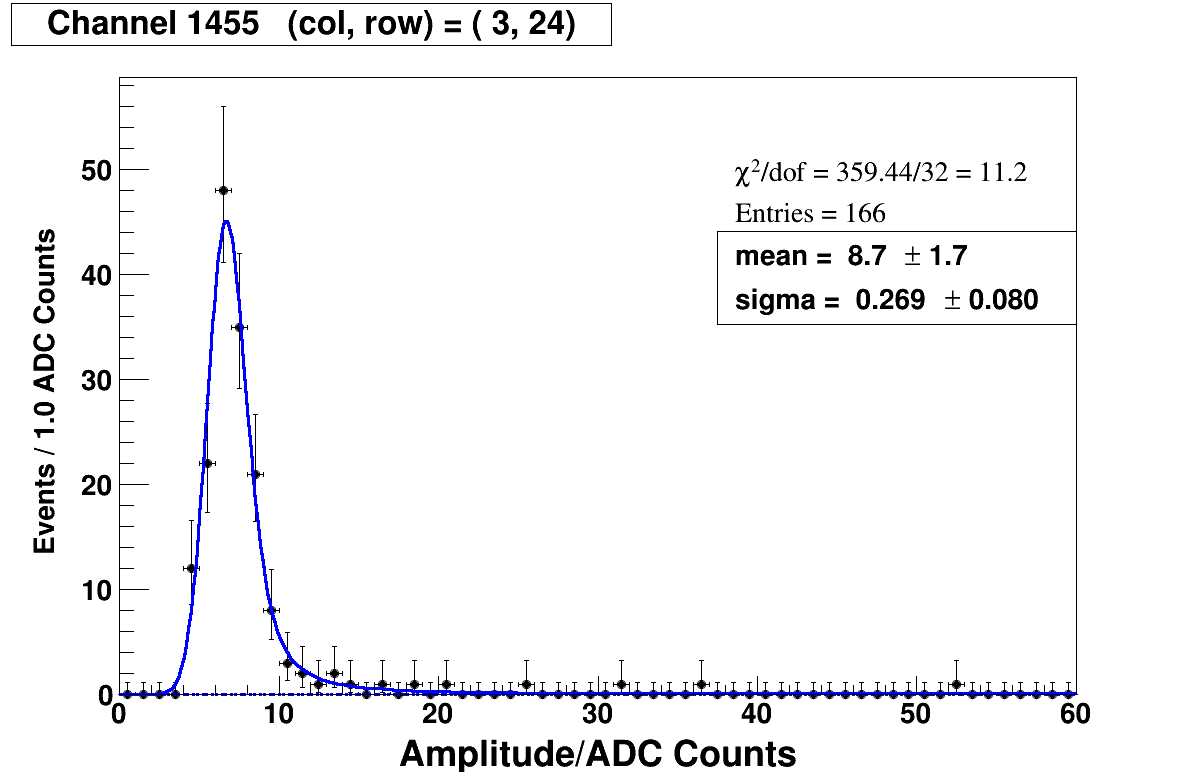 Channel 1455 (col, row) = ( 3, 24)
χ²/dof = 359.44/32 = 11.2
Entries = 166
mean = 8.7 ± 1.7
sigma = 0.269 ± 0.080
Events / 1.0 ADC Counts
50
40
30
20
10
0
0 10 20 30 40 50 60
Amplitude/ADC Counts